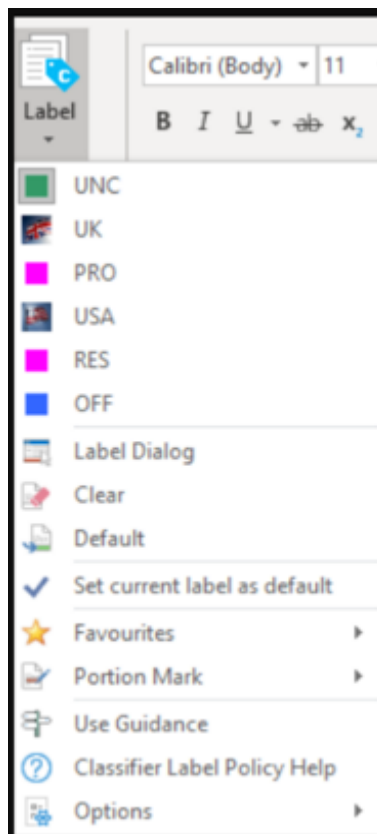 Calibri (Body) 11
Label
B I U ab x₂
UNC
UK
PRO
USA
RES
OFF
Label Dialog
Clear
Default
Set current label as default
Favourites
Portion Mark
Use Guidance
Classifier Label Policy Help
Options